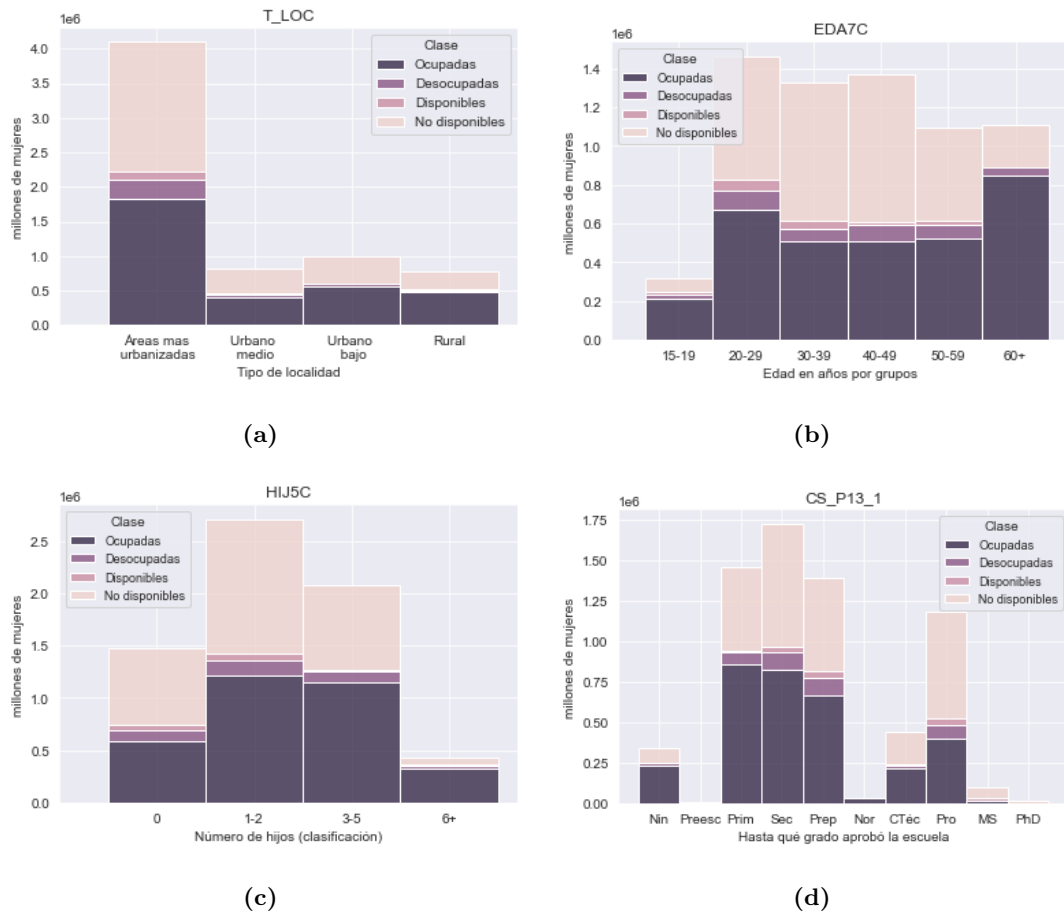 T_LOC
1e6
millones de mujeres
4.0
3.5
3.0
2.5
2.0
1.5
1.0
0.5
0.0
Clase
Ocupadas
Desocupadas
Disponibles
No disponibles
Áreas mas urbanizadas
Urbano medio
Urbano bajo
Rural
Tipo de localidad
(a)
EDA7C
1e6
millones de mujeres
1.4
1.2
1.0
0.8
0.6
0.4
0.2
0.0
Clase
Ocupadas
Desocupadas
Disponibles
No disponibles
15-19 20-29 30-39 40-49 50-59 60+
Edad en años por grupos
(b)
HIJ5C
1e6
millones de mujeres
2.5
2.0
1.5
1.0
0.5
0.0
Clase
Ocupadas
Desocupadas
Disponibles
No disponibles
0 1-2 3-5 6+
Número de hijos (clasificación)
(c)
CS_P13_1
1e6
millones de mujeres
1.75
1.50
1.25
1.00
0.75
0.50
0.25
0.00
Clase
Ocupadas
Desocupadas
Disponibles
No disponibles
Nin Preesc Prim Sec Prep Nor CTéc Pro MS PhD
Hasta qué grado aprobó la escuela
(d)